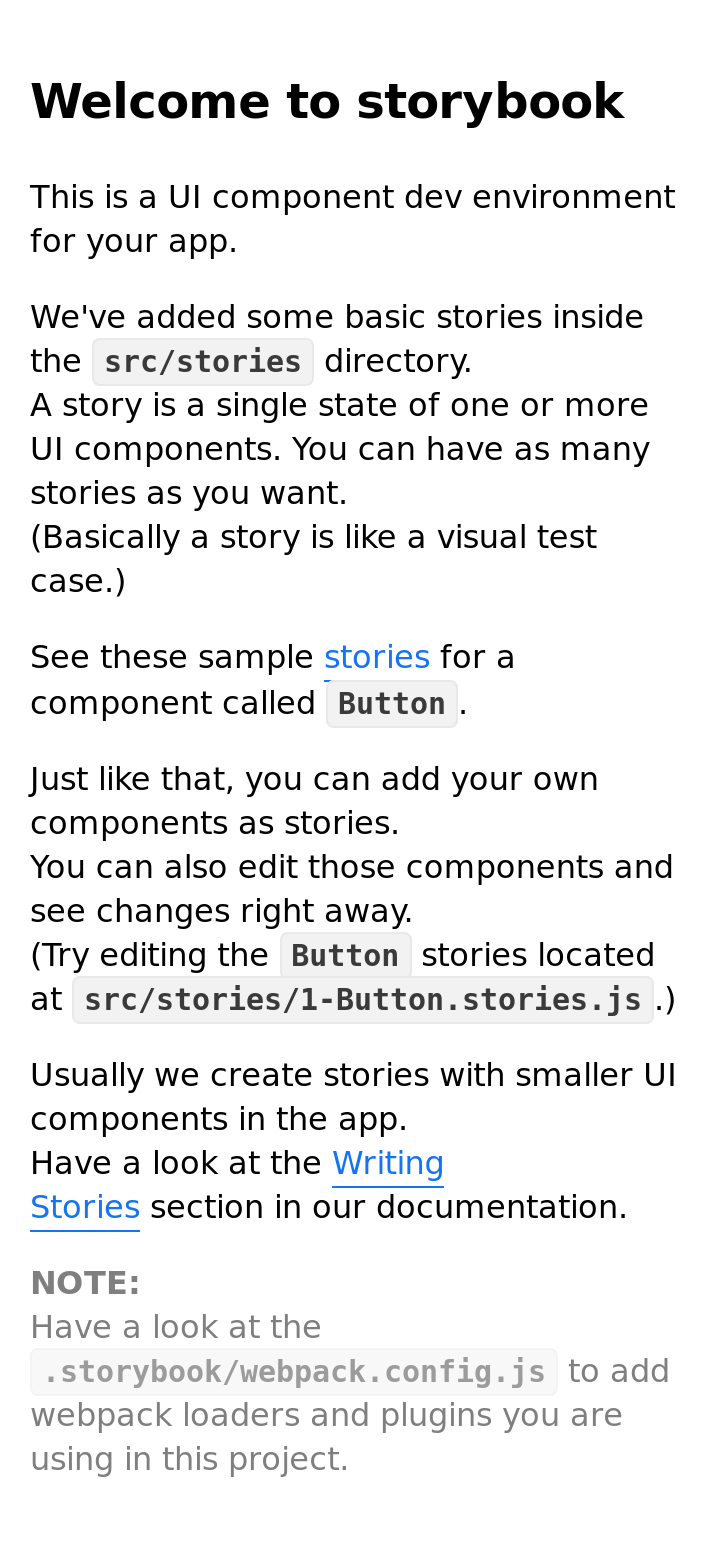 Welcome to storybook
This is a UI component dev environment
for your app.
We've added some basic stories inside
the src/stories directory.
A story is a single state of one or more
UI components. You can have as many
stories as you want.
(Basically a story is like a visual test
case.)
See these sample stories for a
component called Button.
Just like that, you can add your own
components as stories.
You can also edit those components and
see changes right away.
(Try editing the Button stories located
at src/stories/1-Button.stories.js.)
Usually we create stories with smaller UI
components in the app.
Have a look at the Writing
Stories section in our documentation.
NOTE:
Have a look at the
.storybook/webpack.config.js to add
webpack loaders and plugins you are
using in this project.